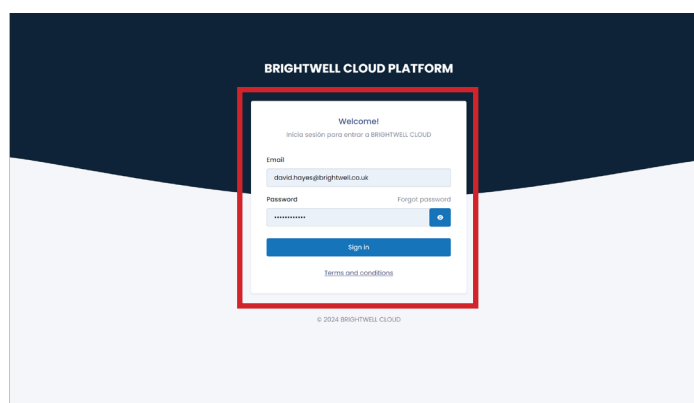 BRIGHTWELL CLOUD PLATFORM
Welcome!
Inicia sesión para entrar a BRIGHTWELL CLOUD
Email
david.hayes@brightwell.co.uk
Password Forgot password
••••••••••••
Sign In
Terms and conditions
© 2024 BRIGHTWELL CLOUD